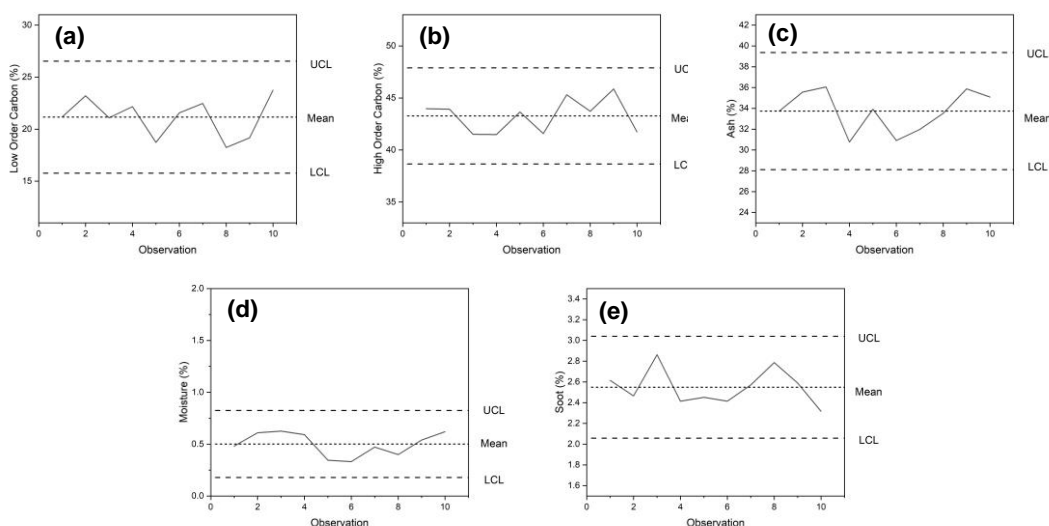 (a)
30
25
20
15
Low Order Carbon (%)
0 2 4 6 8 10
Observation
UCL
Mean
LCL
(b)
50
45
40
35
High Order Carbon (%)
0 2 4 6 8 10
Observation
UC
Mea
LC
(c)
42
40
38
36
34
32
30
28
26
24
Ash (%)
0 2 4 6 8 10
Observation
UCL
Mean
LCL
(d)
2.0
1.5
1.0
0.5
0.0
Moisture (%)
0 2 4 6 8 10
Observation
UCL
Mean
LCL
(e)
3.4
3.2
3.0
2.8
2.6
2.4
2.2
2.0
1.8
1.6
Soot (%)
0 2 4 6 8 10
Observation
UCL
Mean
LCL